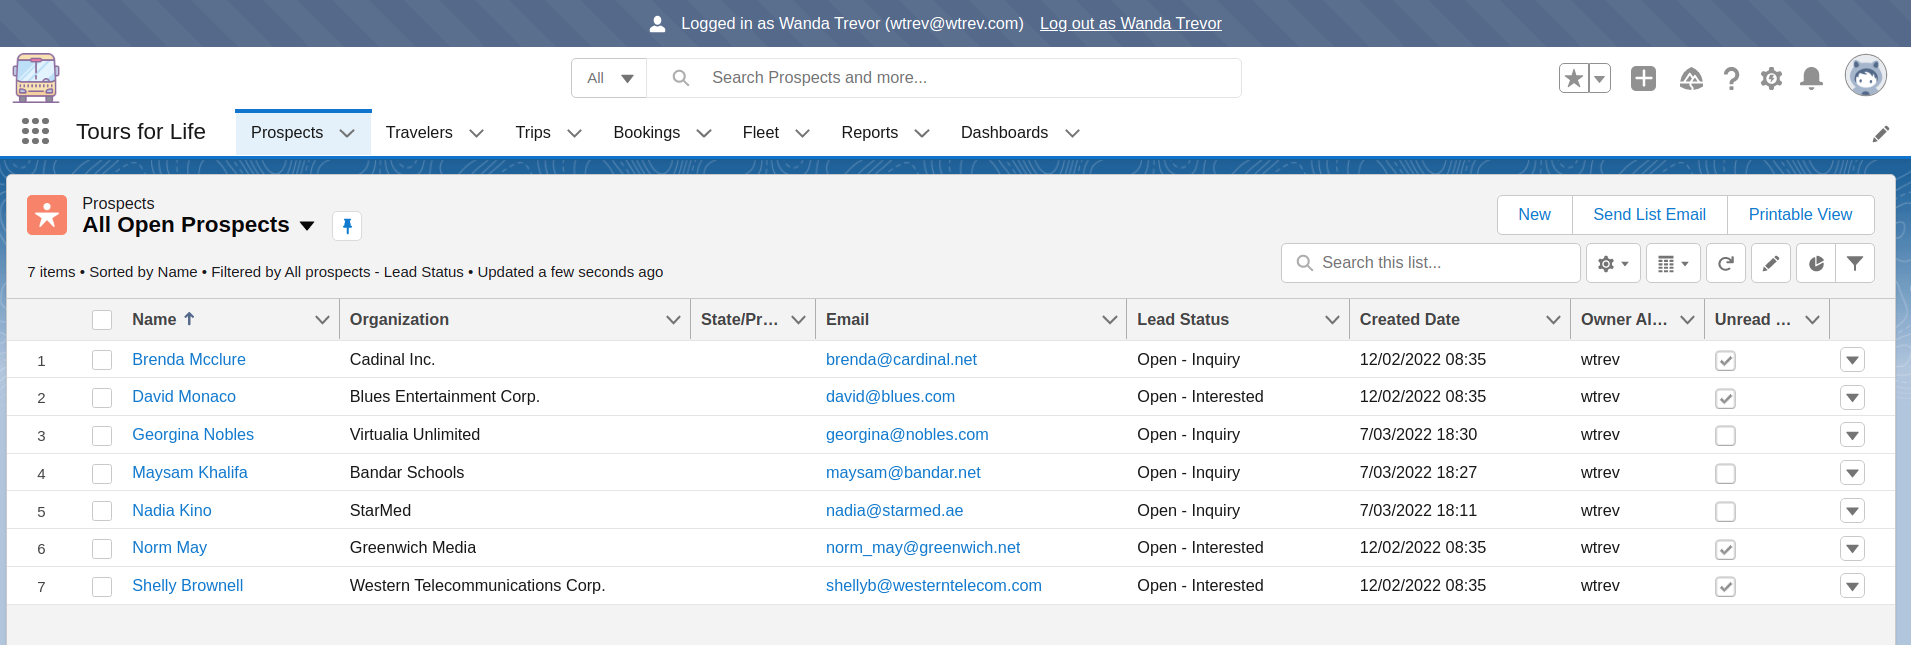 Logged in as Wanda Trevor (wtrev@wtrev.com) Log out as Wanda Trevor
All Search Prospects and more...
Tours for Life Prospects Travelers Trips Bookings Fleet Reports Dashboards
Prospects
All Open Prospects
New Send List Email Printable View
7 items • Sorted by Name • Filtered by All prospects - Lead Status • Updated a few seconds ago
Search this list...
Name Organization State/Pr... Email Lead Status Created Date Owner Al... Unread ...
1 Brenda Mcclure Cadinal Inc. brenda@cardinal.net Open - Inquiry 12/02/2022 08:35 wtrev
2 David Monaco Blues Entertainment Corp. david@blues.com Open - Interested 12/02/2022 08:35 wtrev
3 Georgina Nobles Virtualia Unlimited georgina@nobles.com Open - Inquiry 7/03/2022 18:30 wtrev
4 Maysam Khalifa Bandar Schools maysam@bandar.net Open - Inquiry 7/03/2022 18:27 wtrev
5 Nadia Kino StarMed nadia@starmed.ae Open - Inquiry 7/03/2022 18:11 wtrev
6 Norm May Greenwich Media norm_may@greenwich.net Open - Interested 12/02/2022 08:35 wtrev
7 Shelly Brownell Western Telecommunications Corp. shellyb@westerntelecom.com Open - Interested 12/02/2022 08:35 wtrev